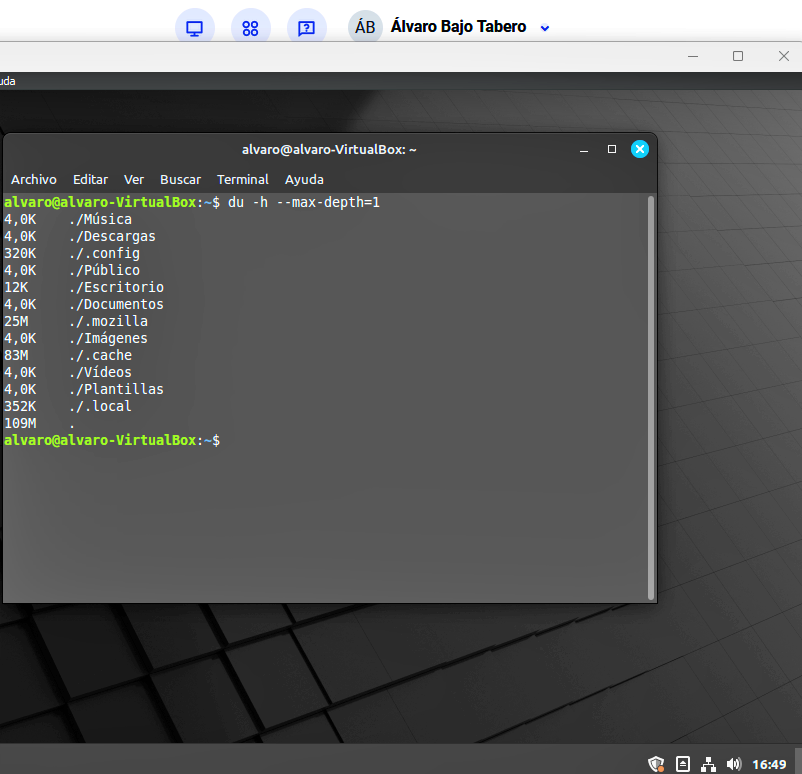 ÁB Álvaro Bajo Tabero
uda
alvaro@alvaro-VirtualBox: ~
Archivo Editar Ver Buscar Terminal Ayuda
alvaro@alvaro-VirtualBox:~$ du -h --max-depth=1
4,0K ./Música
4,0K ./Descargas
320K ./.config
4,0K ./Público
12K ./Escritorio
4,0K ./Documentos
25M ./.mozilla
4,0K ./Imágenes
83M ./.cache
4,0K ./Vídeos
4,0K ./Plantillas
352K ./.local
109M .
alvaro@alvaro-VirtualBox:~$
16:49